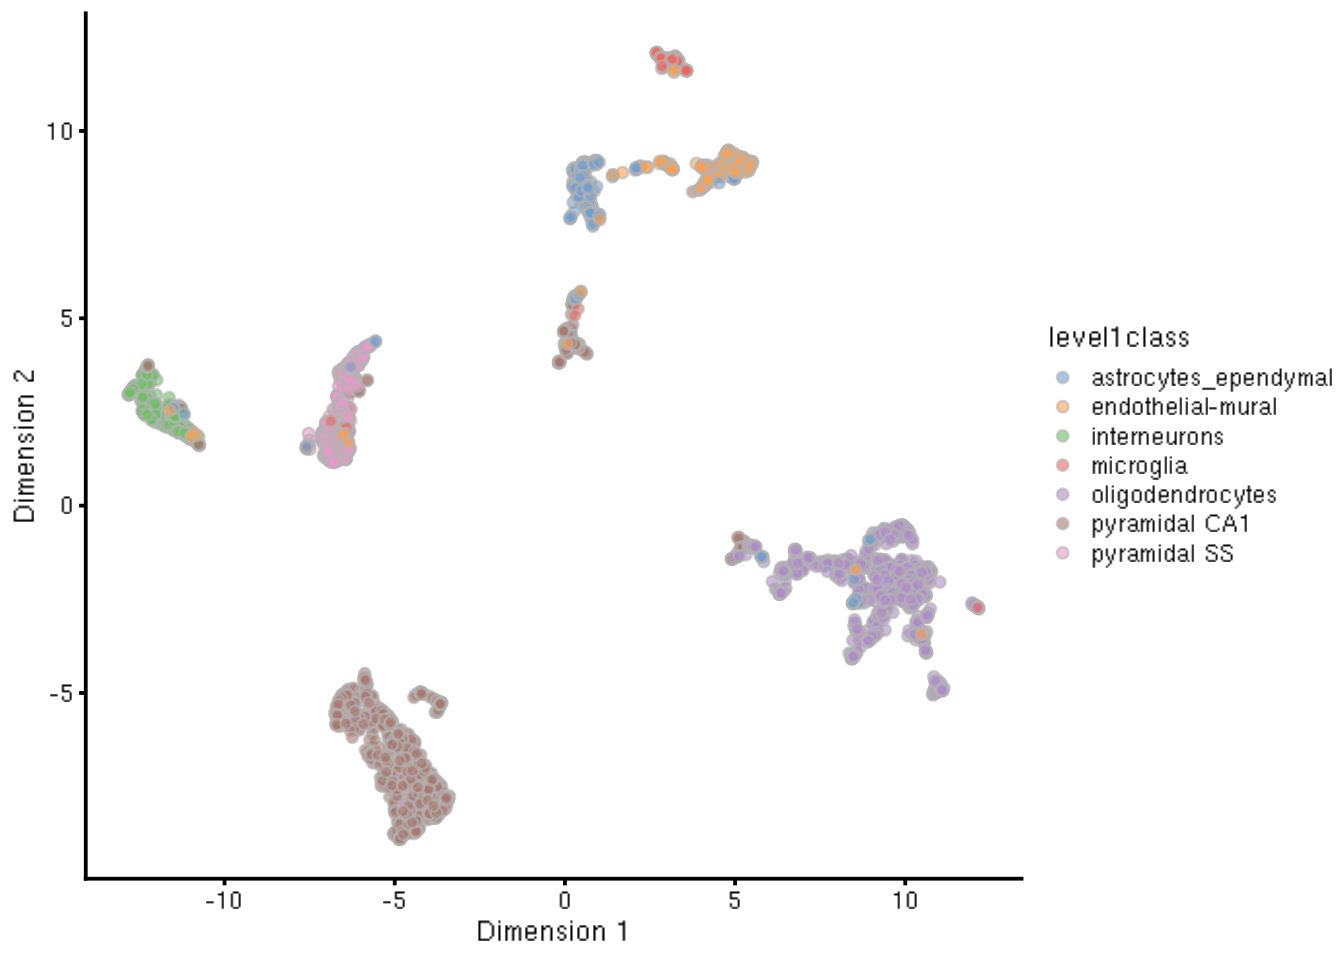 10
5
0
-5
Dimension 2
-10
-5
0
5
10
Dimension 1
level1class
astrocytes_ependymal
endothelial-mural
interneurons
microglia
oligodendrocytes
pyramidal CA1
pyramidal SS